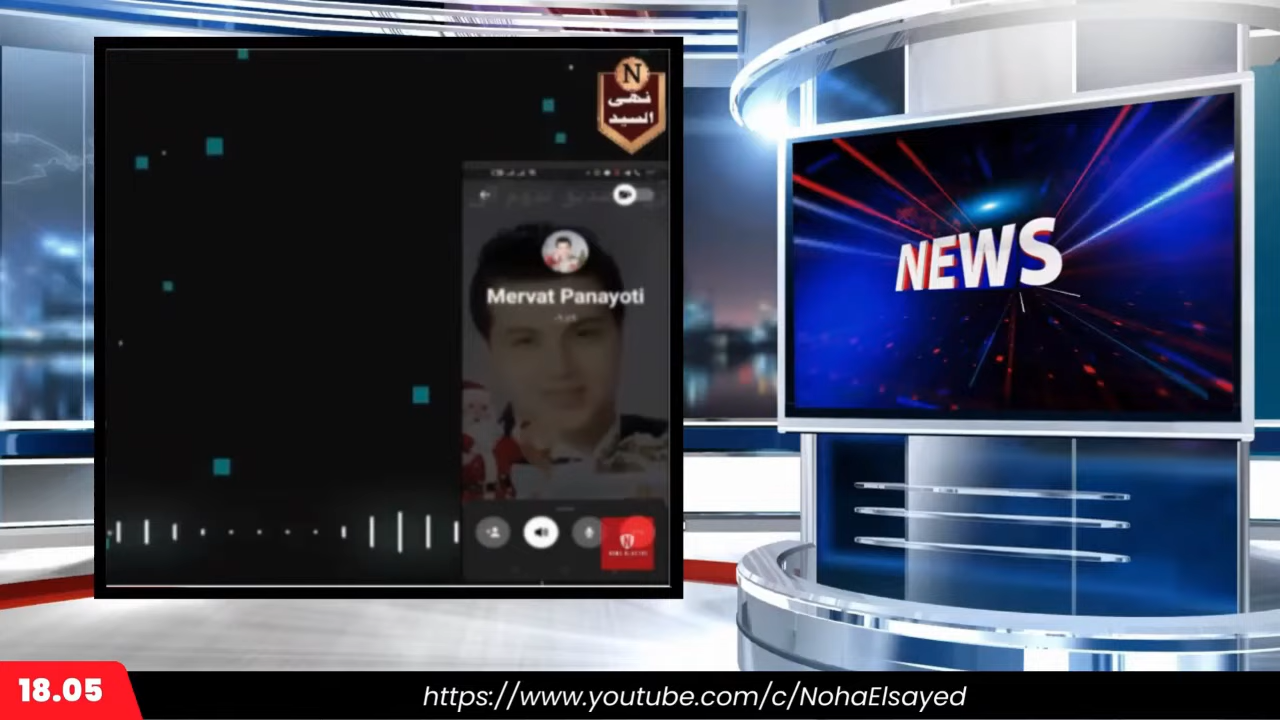 N
نهى
السيد
Mervat Panayoti
NEWS
18.05
https://www.youtube.com/c/NohaElsayed